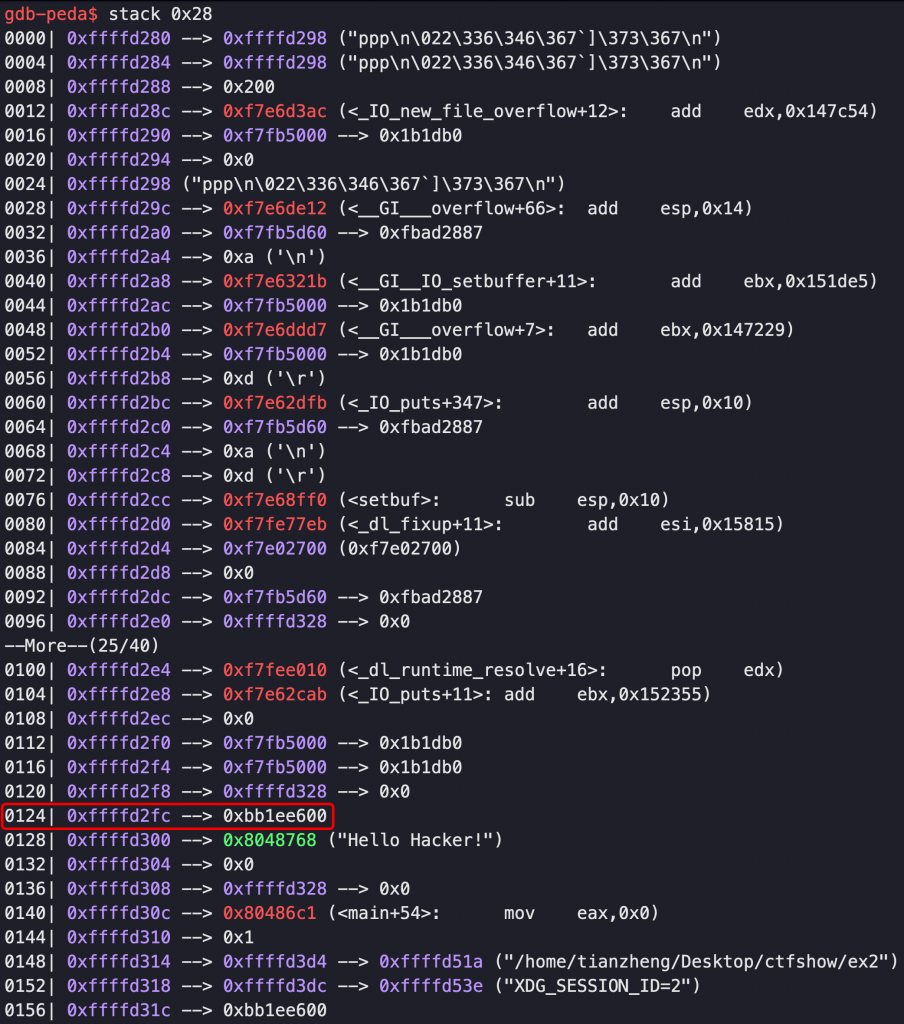 gdb-peda$ stack 0x28
0000| 0xffffd280 --> 0xffffd298 ("ppp\n\022\336\346\367`]\373\367\n")
0004| 0xffffd284 --> 0xffffd298 ("ppp\n\022\336\346\367`]\373\367\n")
0008| 0xffffd288 --> 0x200
0012| 0xffffd28c --> 0xf7e6d3ac (<_IO_new_file_overflow+12>: add edx,0x147c54)
0016| 0xffffd290 --> 0xf7fb5000 --> 0x1b1db0
0020| 0xffffd294 --> 0x0
0024| 0xffffd298 ("ppp\n\022\336\346\367`]\373\367\n")
0028| 0xffffd29c --> 0xf7e6de12 (<__GI___overflow+66>: add esp,0x14)
0032| 0xffffd2a0 --> 0xf7fb5d60 --> 0xfbad2887
0036| 0xffffd2a4 --> 0xa ('\n')
0040| 0xffffd2a8 --> 0xf7e6321b (<__GI__IO_setbuffer+11>: add ebx,0x151de5)
0044| 0xffffd2ac --> 0xf7fb5000 --> 0x1b1db0
0048| 0xffffd2b0 --> 0xf7e6ddd7 (<__GI___overflow+7>: add ebx,0x147229)
0052| 0xffffd2b4 --> 0xf7fb5000 --> 0x1b1db0
0056| 0xffffd2b8 --> 0xd ('\r')
0060| 0xffffd2bc --> 0xf7e62dfb (<_IO_puts+347>: add esp,0x10)
0064| 0xffffd2c0 --> 0xf7fb5d60 --> 0xfbad2887
0068| 0xffffd2c4 --> 0xa ('\n')
0072| 0xffffd2c8 --> 0xd ('\r')
0076| 0xffffd2cc --> 0xf7e68ff0 (<setbuf>: sub esp,0x10)
0080| 0xffffd2d0 --> 0xf7fe77eb (<_dl_fixup+11>: add esi,0x15815)
0084| 0xffffd2d4 --> 0xf7e02700 (0xf7e02700)
0088| 0xffffd2d8 --> 0x0
0092| 0xffffd2dc --> 0xf7fb5d60 --> 0xfbad2887
0096| 0xffffd2e0 --> 0xffffd328 --> 0x0
--More--(25/40)
0100| 0xffffd2e4 --> 0xf7fee010 (<_dl_runtime_resolve+16>: pop edx)
0104| 0xffffd2e8 --> 0xf7e62cab (<_IO_puts+11>: add ebx,0x152355)
0108| 0xffffd2ec --> 0x0
0112| 0xffffd2f0 --> 0xf7fb5000 --> 0x1b1db0
0116| 0xffffd2f4 --> 0xf7fb5000 --> 0x1b1db0
0120| 0xffffd2f8 --> 0xffffd328 --> 0x0
0124| 0xffffd2fc --> 0xbb1ee600
0128| 0xffffd300 --> 0x8048768 ("Hello Hacker!")
0132| 0xffffd304 --> 0x0
0136| 0xffffd308 --> 0xffffd328 --> 0x0
0140| 0xffffd30c --> 0x80486c1 (<main+54>: mov eax,0x0)
0144| 0xffffd310 --> 0x1
0148| 0xffffd314 --> 0xffffd3d4 --> 0xffffd51a ("/home/tianzheng/Desktop/ctfshow/ex2")
0152| 0xffffd318 --> 0xffffd3dc --> 0xffffd53e ("XDG_SESSION_ID=2")
0156| 0xffffd31c --> 0xbb1ee600